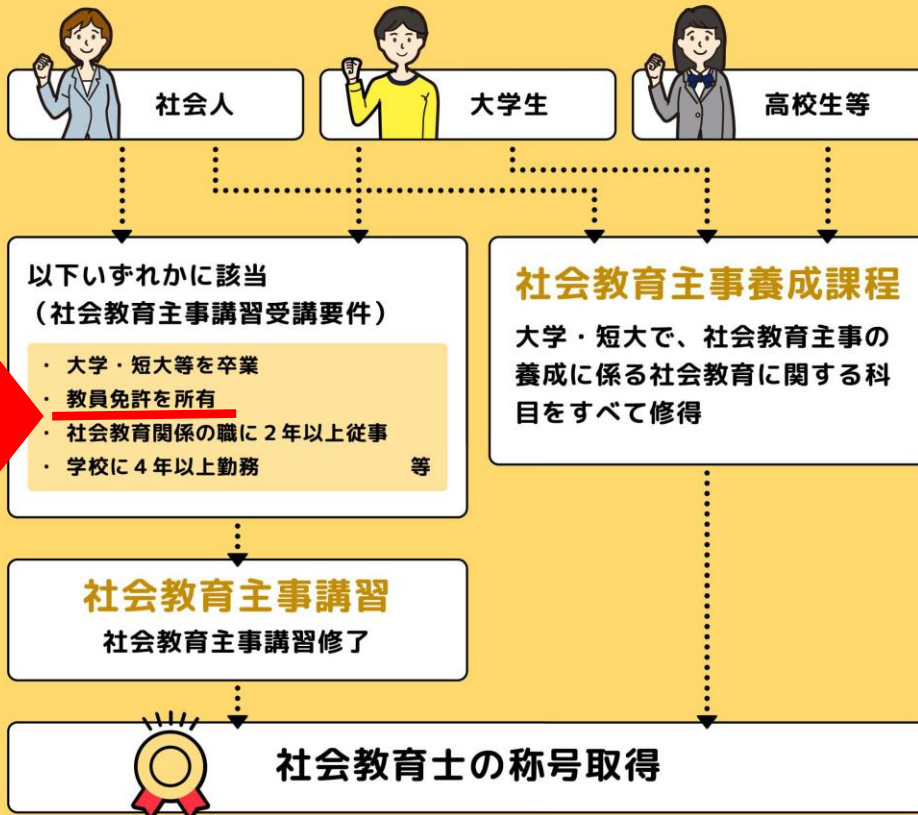 社会人
大学生
高校生等
以下いずれかに該当
（社会教育主事講習受講要件）
・ 大学・短大等を卒業
・ 教員免許を所有
・ 社会教育関係の職に２年以上従事
・ 学校に４年以上勤務 等
社会教育主事養成課程
大学・短大で、社会教育主事の
養成に係る社会教育に関する科
目をすべて修得
社会教育主事講習
社会教育主事講習修了
社会教育士の称号取得